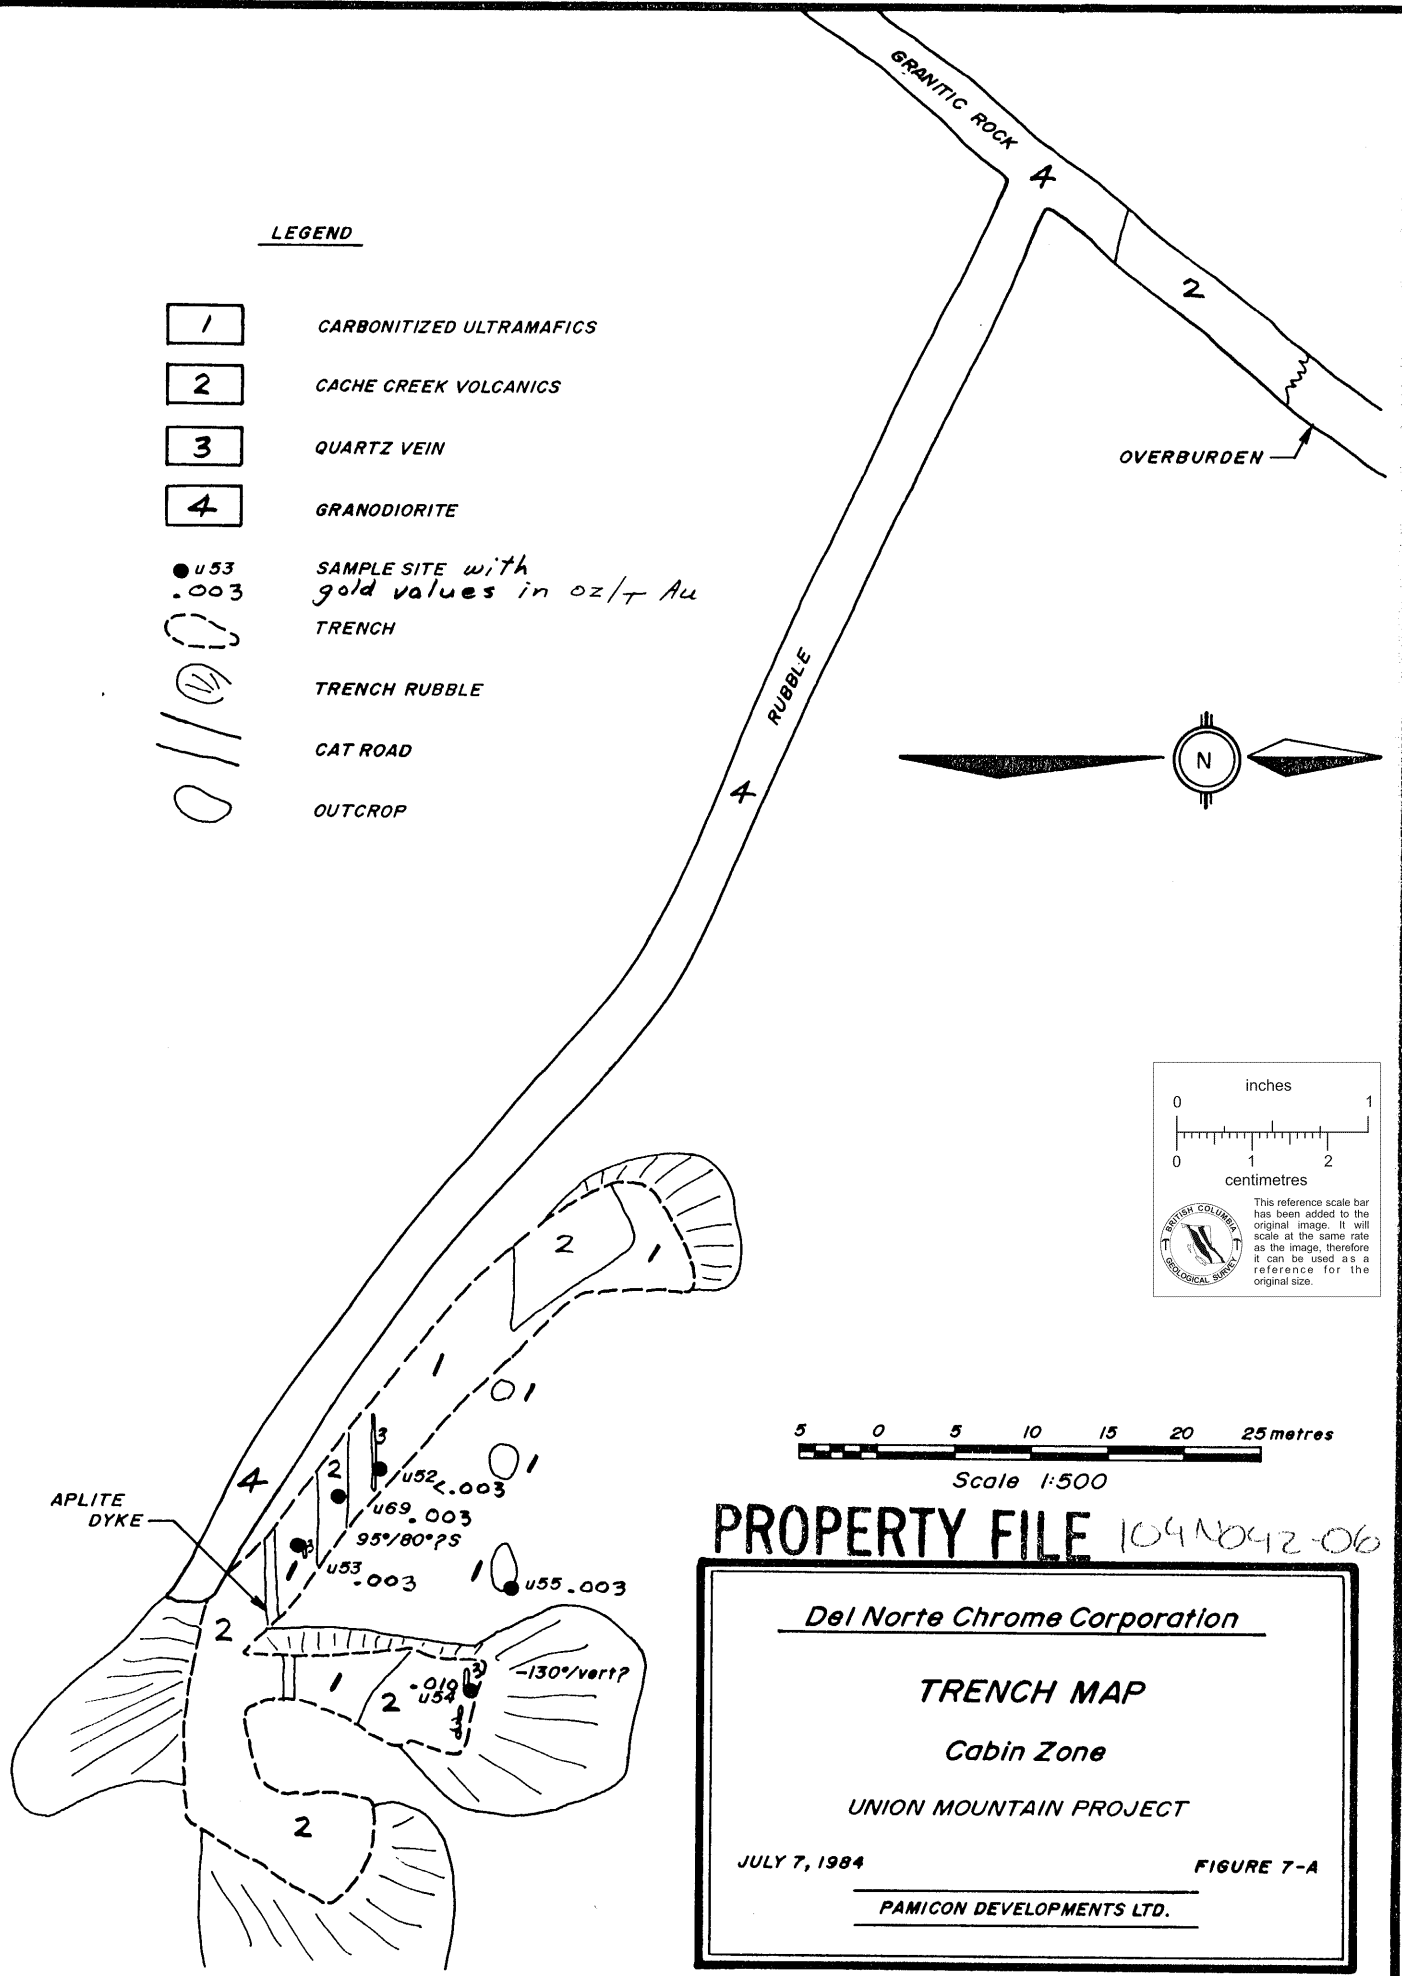 GRANITIC ROCK
4
2
OVERBURDEN
LEGEND
1 CARBONITIZED ULTRAMAFICS
2 CACHE CREEK VOLCANICS
3 QUARTZ VEIN
4 GRANODIORITE
u53 SAMPLE SITE with
.003 gold values in oz/T Au
TRENCH
TRENCH RUBBLE
CAT ROAD
OUTCROP
RUBBLE
4
N
inches
0 1
0 1 2
centimetres
BRITISH COLUMBIA
GEOLOGICAL SURVEY
This reference scale bar
has been added to the
original image. It will
scale at the same rate
as the image, therefore
it can be used as a
reference for the
original size.
2
1
1
1
1
3
2
4
u52 <.003
u69 .003
95°/80°?S
APLITE
DYKE
3
1
u53 .003
1
u55 .003
2
1
2
.010
u54
3
-130°/vert?
3
2
5 0 5 10 15 20 25 metres
Scale 1:500
PROPERTY FILE 104N042-06
Del Norte Chrome Corporation
TRENCH MAP
Cabin Zone
UNION MOUNTAIN PROJECT
JULY 7, 1984 FIGURE 7-A
PAMICON DEVELOPMENTS LTD.